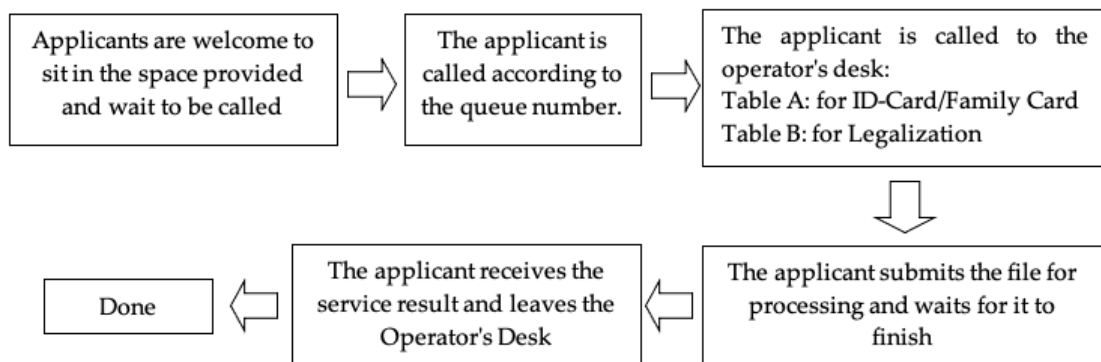 Applicants are welcome to
sit in the space provided
and wait to be called
The applicant is
called according to
the queue number.
The applicant is called to the
operator's desk:
Table A: for ID-Card/Family Card
Table B: for Legalization
The applicant submits the file for
processing and waits for it to
finish
The applicant receives the
service result and leaves the
Operator's Desk
Done